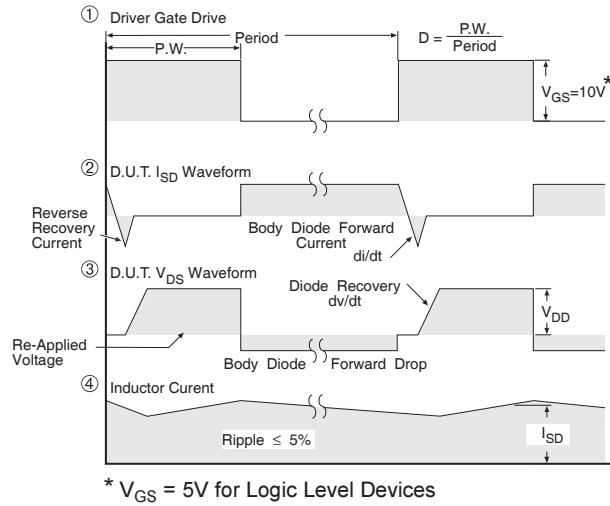 ① Driver Gate Drive
P.W.
Period
D = P.W. / Period
V_GS=10V*
② D.U.T. I_SD Waveform
Reverse
Recovery
Current
Body Diode Forward
Current
di/dt
③ D.U.T. V_DS Waveform
Diode Recovery
dv/dt
V_DD
Re-Applied
Voltage
Body Diode Forward Drop
④ Inductor Curent
Ripple ≤ 5%
I_SD
* V_GS = 5V for Logic Level Devices